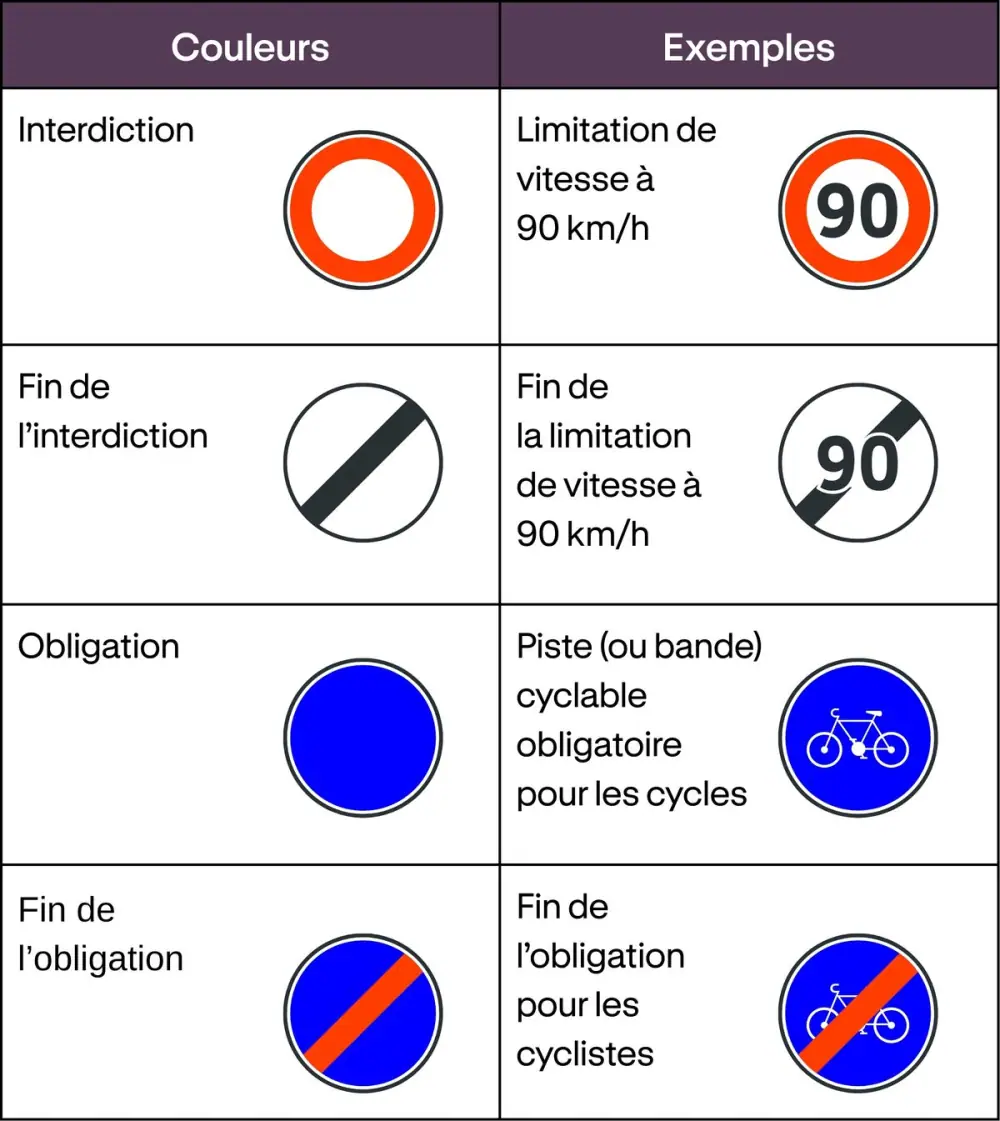 Couleurs
Exemples
Interdiction
Limitation de
vitesse à
90 km/h
90
Fin de
l’interdiction
Fin de
la limitation
de vitesse à
90 km/h
90
Obligation
Piste (ou bande)
cyclable
obligatoire
pour les cycles
Fin de
l’obligation
Fin de
l’obligation
pour les
cyclistes